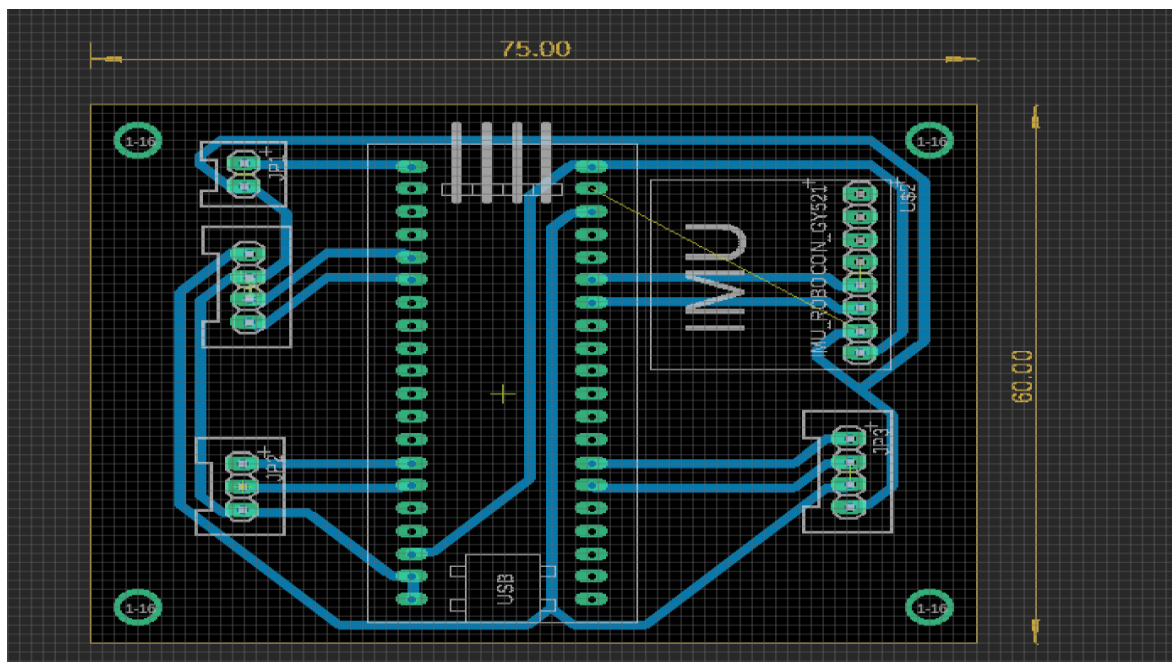 75.00
1-16
1-16
JP1
U$2
IMU
IMU_ROBOCON_GY521
60.00
JP2
JP3
USB
1-16
1-16